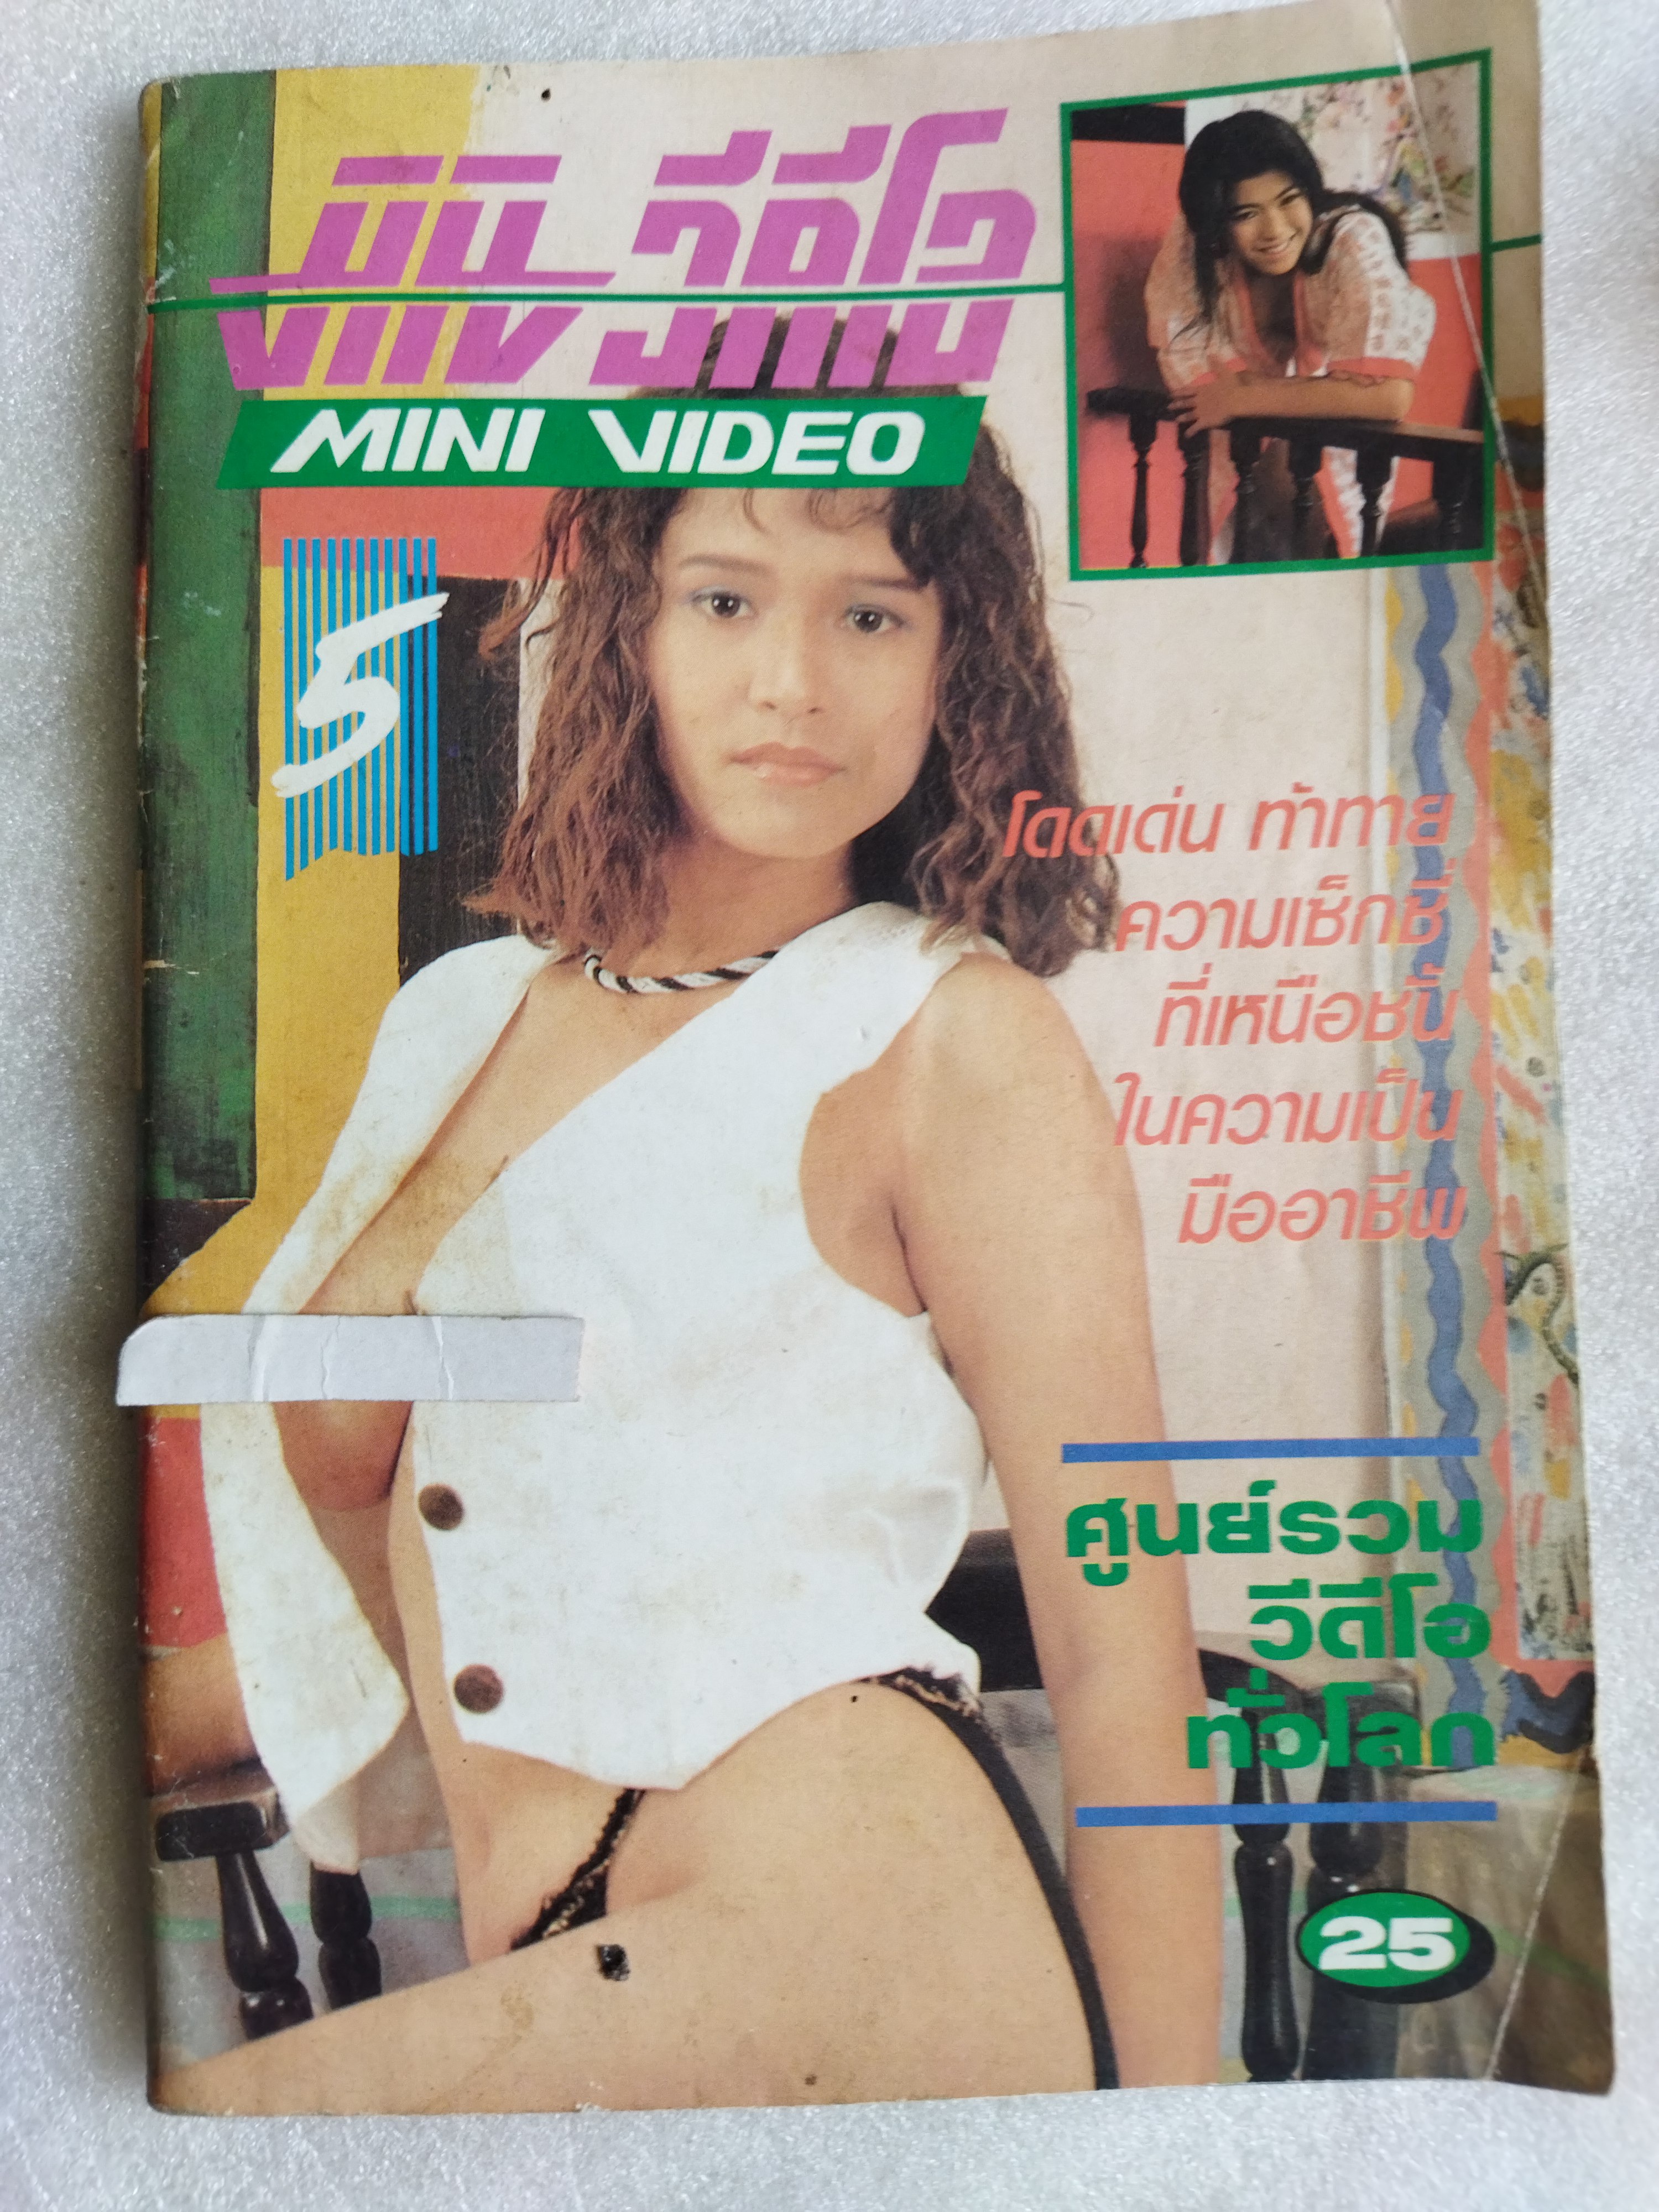 มินิ วีดีโอ
MINI VIDEO
5
โดดเด่น ท้าทาย
ความเซ็กซี่
ที่เหนือชั้น
ในความเป็น
มืออาชีพ
ศูนย์รวม
วีดีโอ
ทั่วโลก
25